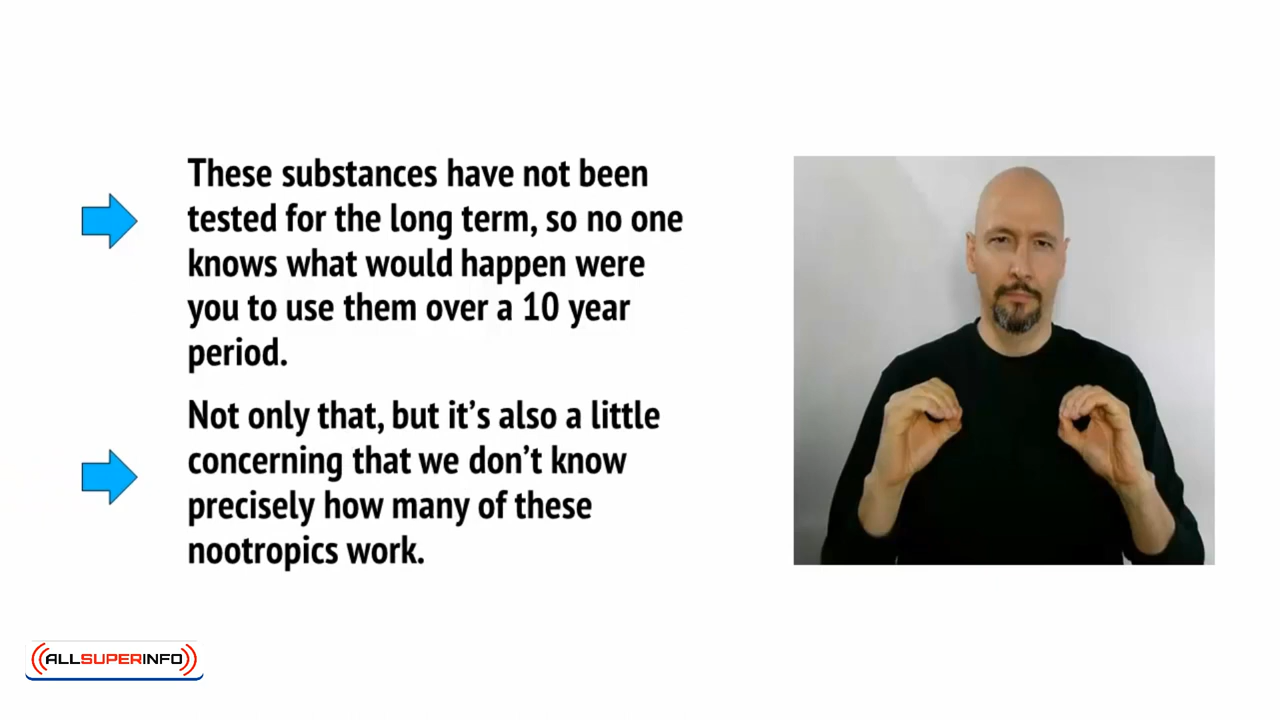 These substances have not been
tested for the long term, so no one
knows what would happen were
you to use them over a 10 year
period.
Not only that, but it's also a little
concerning that we don't know
precisely how many of these
nootropics work.
ALLSUPERINFO